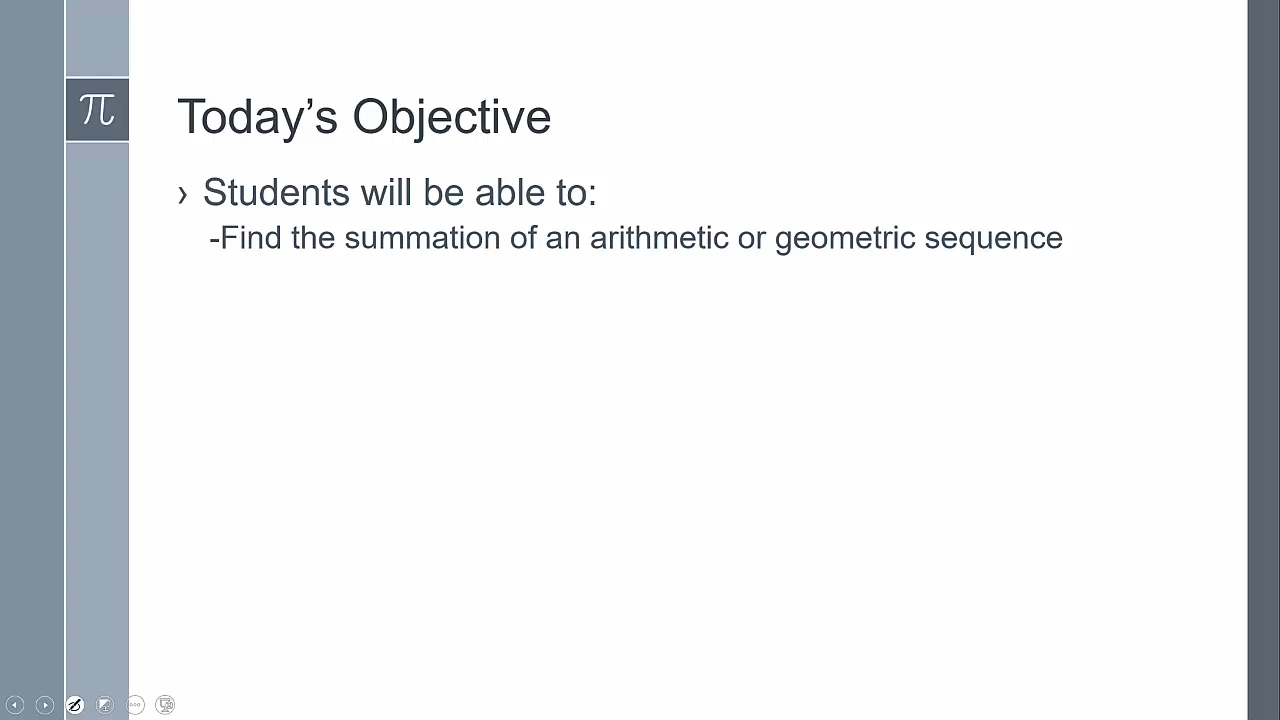 π
Today’s Objective
› Students will be able to:
-Find the summation of an arithmetic or geometric sequence